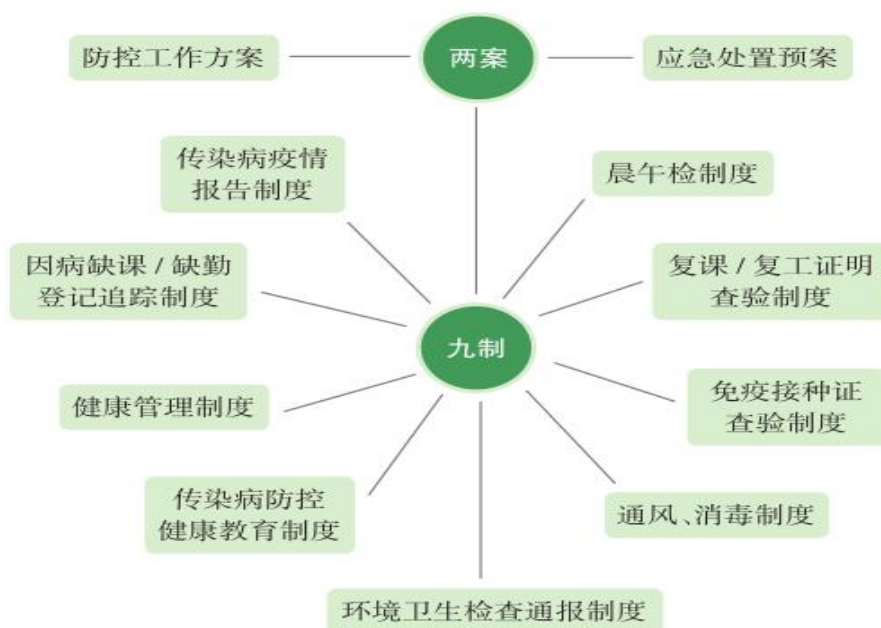 防控工作方案
两案
应急处置预案
传染病疫情
报告制度
晨午检制度
因病缺课 / 缺勤
登记追踪制度
复课 / 复工证明
查验制度
九制
健康管理制度
免疫接种证
查验制度
传染病防控
健康教育制度
通风、消毒制度
环境卫生检查通报制度